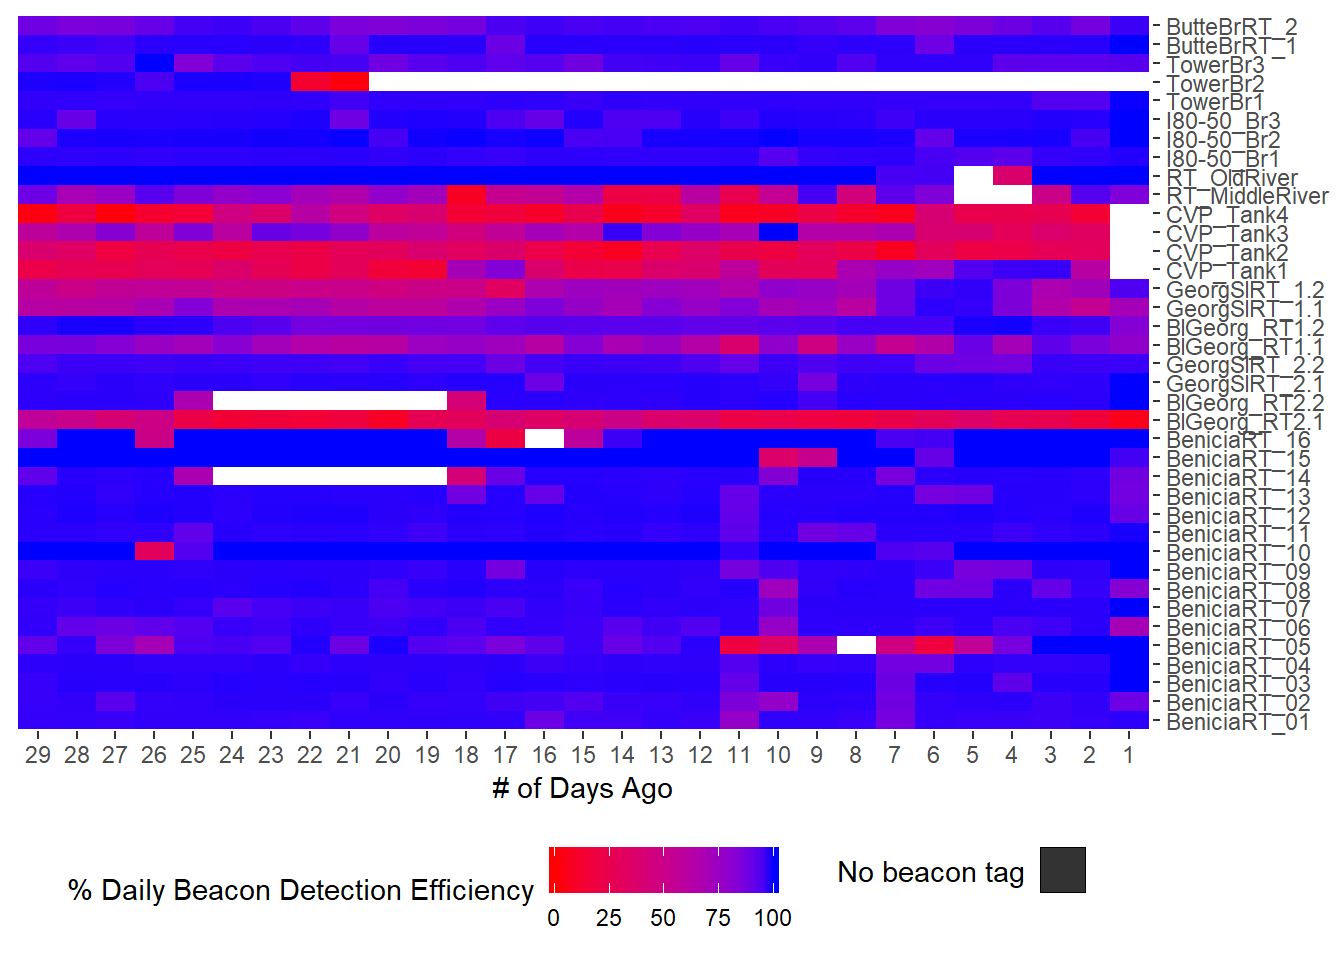 ButteBrRT_2
ButteBrRT_1
TowerBr3
TowerBr2
TowerBr1
I80-50_Br3
I80-50_Br2
I80-50_Br1
RT_OldRiver
RT_MiddleRiver
CVP_Tank4
CVP_Tank3
CVP_Tank2
CVP_Tank1
GeorgSlRT_1.2
GeorgSlRT_1.1
BlGeorg_RT1.2
BlGeorg_RT1.1
GeorgSlRT_2.2
GeorgSlRT_2.1
BlGeorg_RT2.2
BlGeorg_RT2.1
BeniciaRT_16
BeniciaRT_15
BeniciaRT_14
BeniciaRT_13
BeniciaRT_12
BeniciaRT_11
BeniciaRT_10
BeniciaRT_09
BeniciaRT_08
BeniciaRT_07
BeniciaRT_06
BeniciaRT_05
BeniciaRT_04
BeniciaRT_03
BeniciaRT_02
BeniciaRT_01
29 28 27 26 25 24 23 22 21 20 19 18 17 16 15 14 13 12 11 10 9 8 7 6 5 4 3 2 1
# of Days Ago
% Daily Beacon Detection Efficiency
0 25 50 75 100
No beacon tag